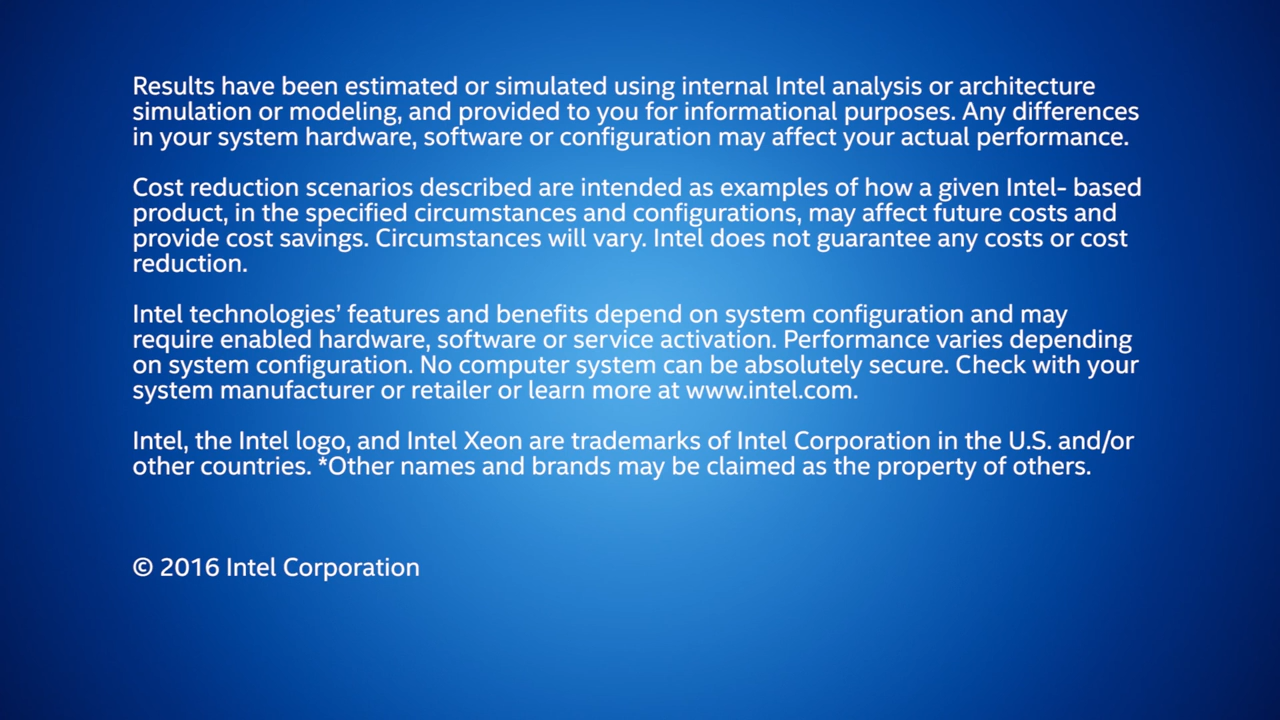 Results have been estimated or simulated using internal Intel analysis or architecture
simulation or modeling, and provided to you for informational purposes. Any differences
in your system hardware, software or configuration may affect your actual performance.
Cost reduction scenarios described are intended as examples of how a given Intel- based
product, in the specified circumstances and configurations, may affect future costs and
provide cost savings. Circumstances will vary. Intel does not guarantee any costs or cost
reduction.
Intel technologies’ features and benefits depend on system configuration and may
require enabled hardware, software or service activation. Performance varies depending
on system configuration. No computer system can be absolutely secure. Check with your
system manufacturer or retailer or learn more at www.intel.com.
Intel, the Intel logo, and Intel Xeon are trademarks of Intel Corporation in the U.S. and/or
other countries. *Other names and brands may be claimed as the property of others.
© 2016 Intel Corporation